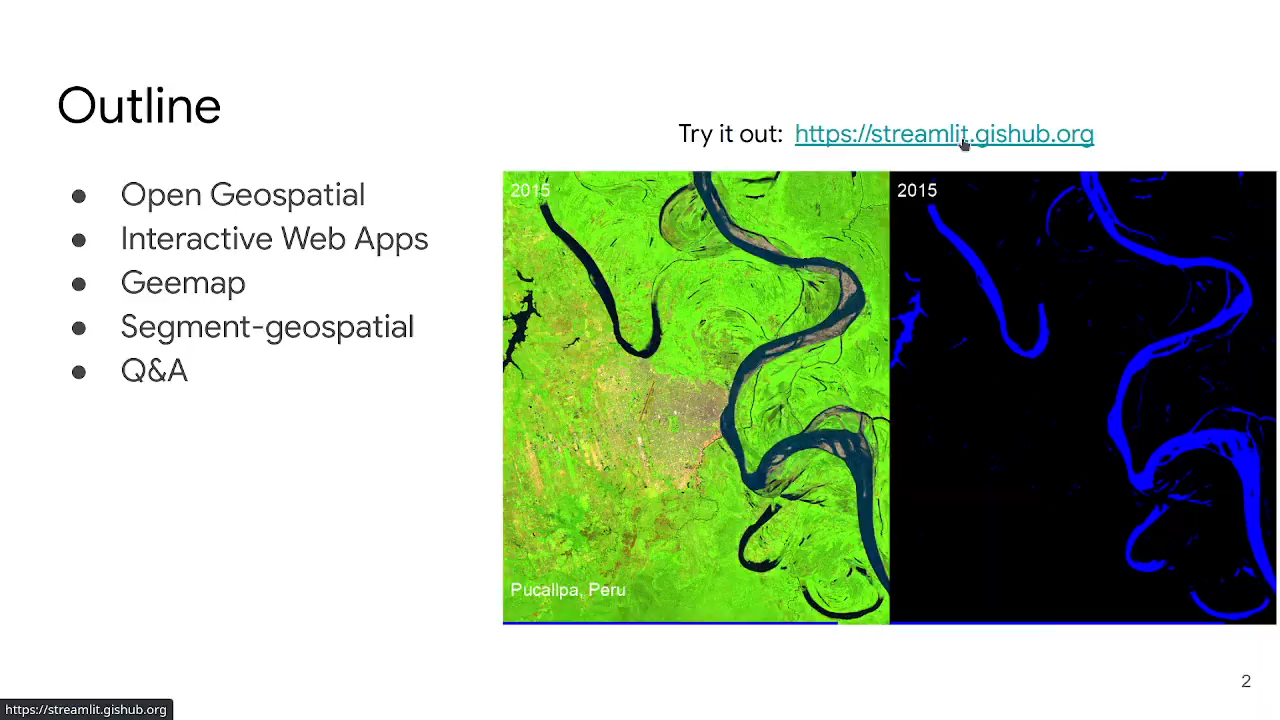 Outline
Try it out: https://streamlit.gishub.org
● Open Geospatial
● Interactive Web Apps
● Geemap
● Segment-geospatial
● Q&A
2015
2015
Pucallpa, Peru
2
https://streamlit.gishub.org